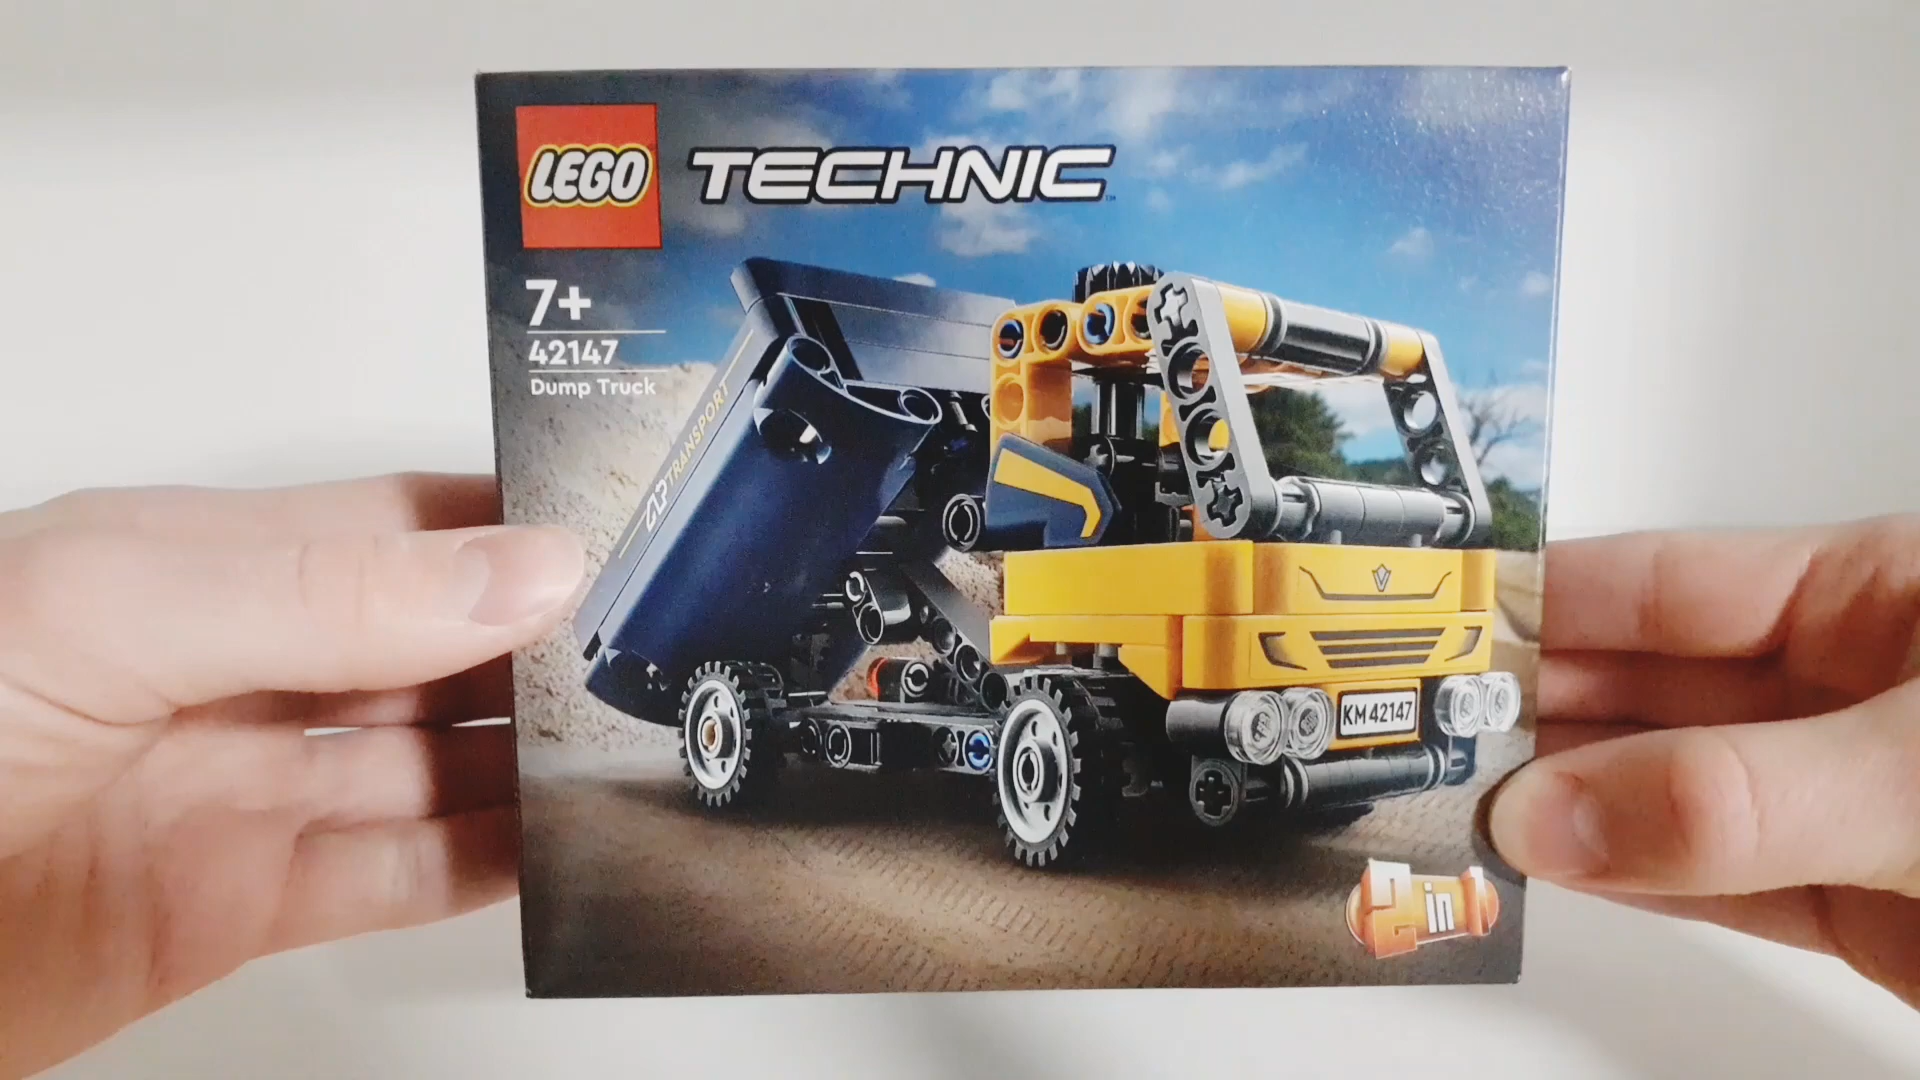 LEGO
TECHNIC
7+
42147
Dump Truck
TRANSPORT
KM 42147
2 in 1